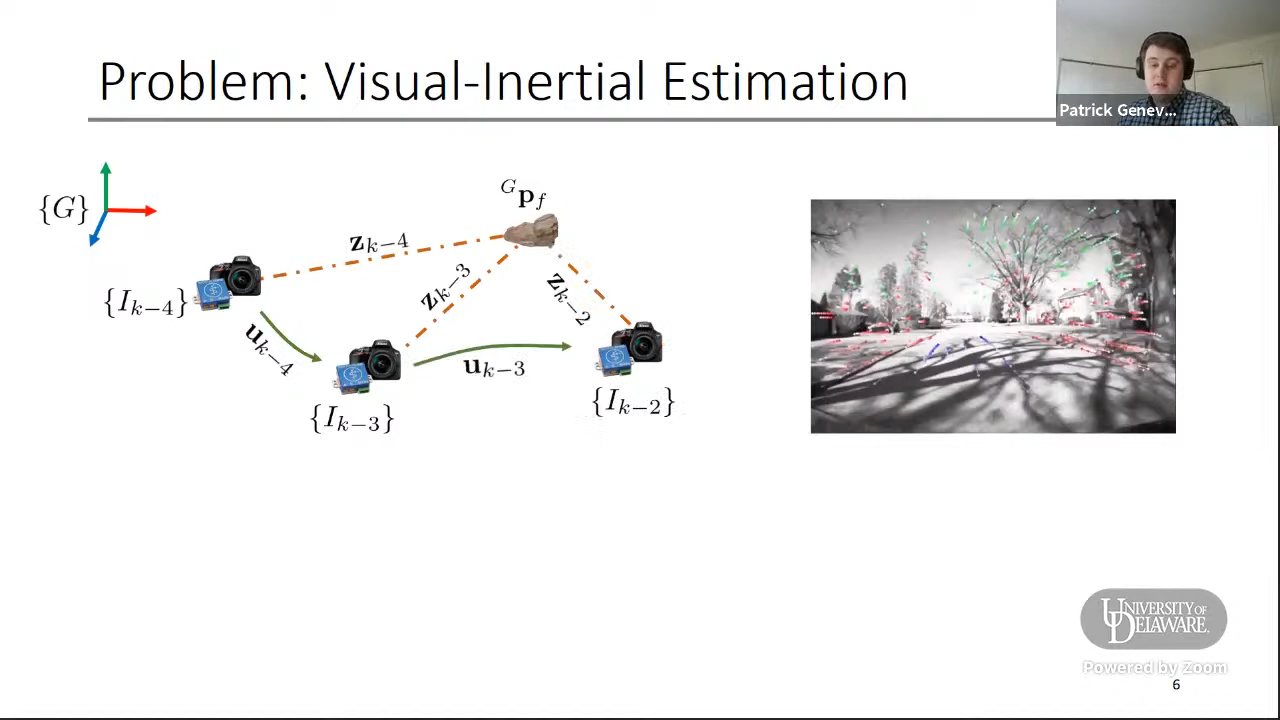 Problem: Visual-Inertial Estimation
Patrick Genev...
{G}
ᴳp_f
z_{k−4}
{I_{k−4}}
z_{k−3}
z_{k−2}
u_{k−4}
u_{k−3}
{I_{k−3}}
{I_{k−2}}
UNIVERSITY OF
DELAWARE.
Powered by Zoom
6